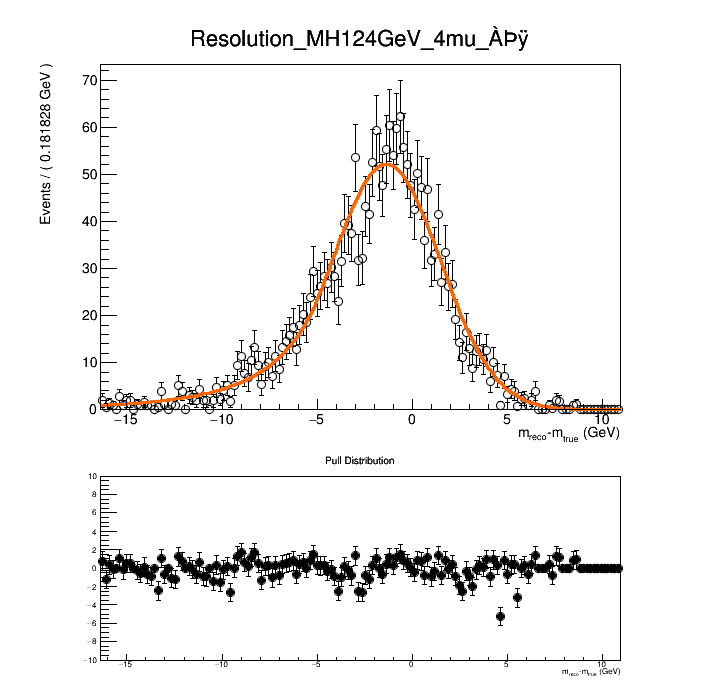 Resolution_MH124GeV_4mu_ÀÞÿ
Events / ( 0.181828 GeV )
70
60
50
40
30
20
10
0
−15 −10 −5 0 5 10
m_reco-m_true (GeV)
Pull Distribution
10
8
6
4
2
0
−2
−4
−6
−8
−10
−15 −10 −5 0 5 10
m_reco-m_true (GeV)